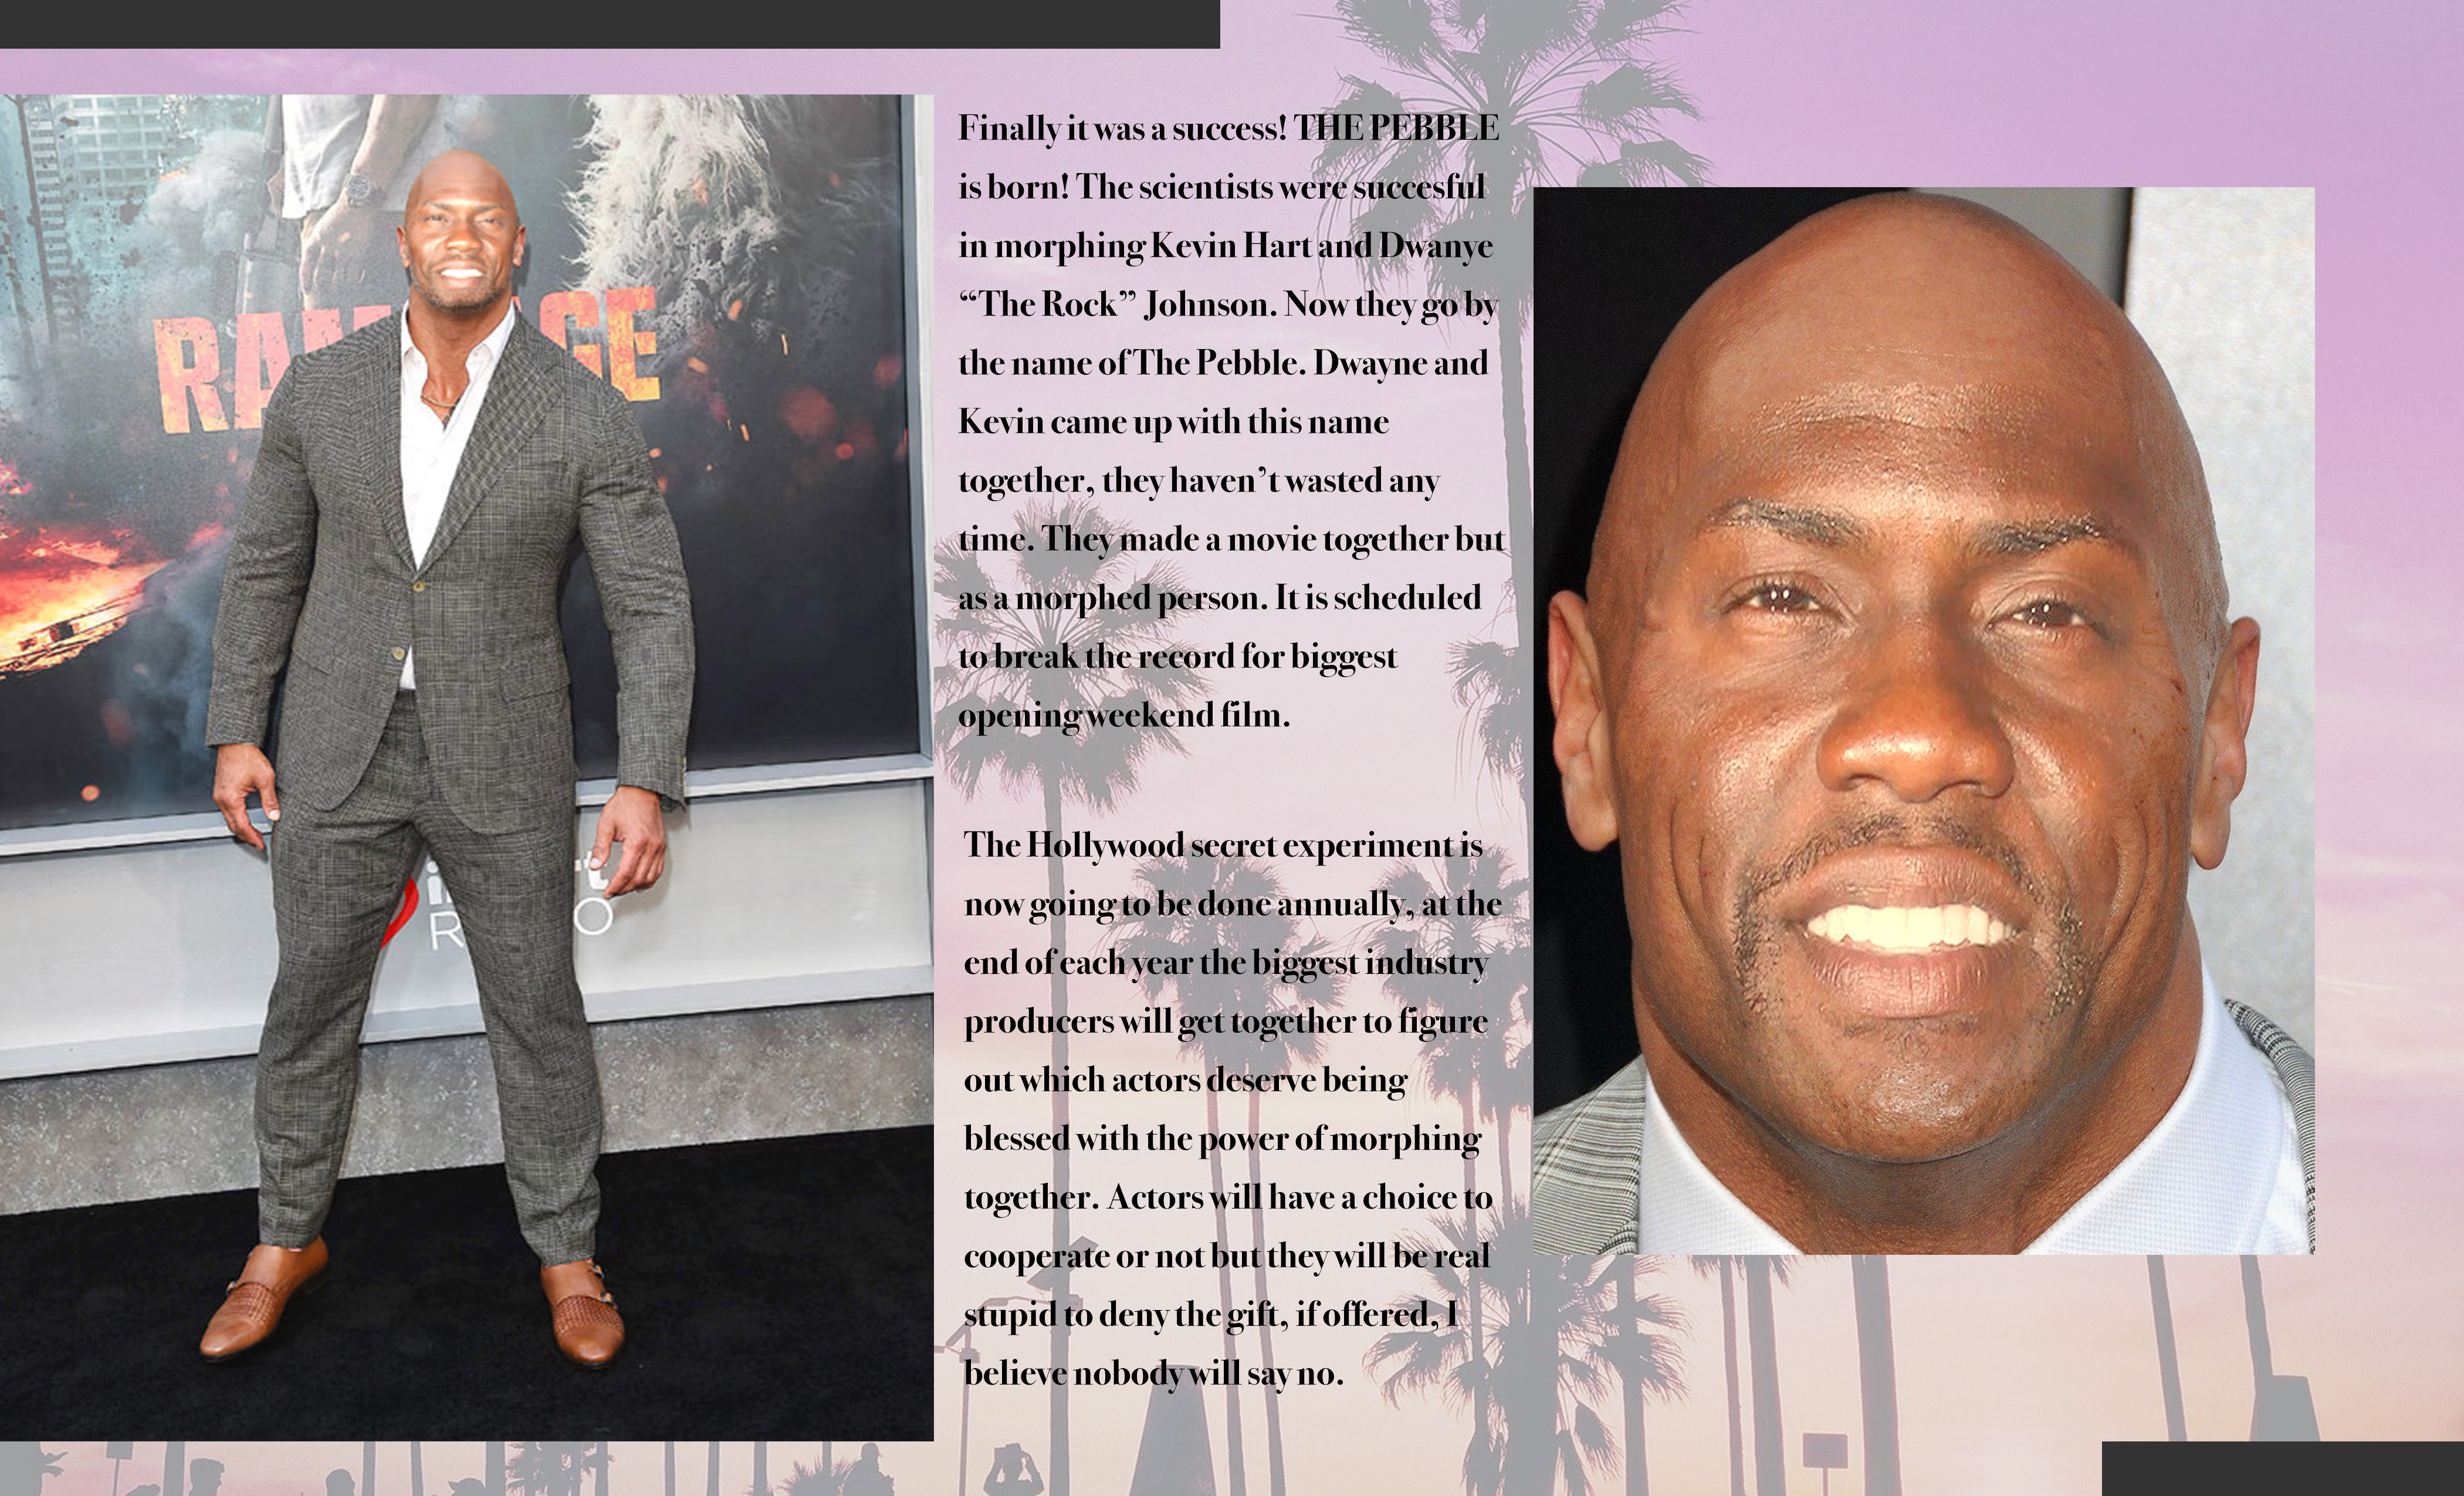 RAMPAGE
RADIO
Finally it was a success! THE PEBBLE
is born! The scientists were succesful
in morphing Kevin Hart and Dwanye
“The Rock” Johnson. Now they go by
the name of The Pebble. Dwayne and
Kevin came up with this name
together, they haven’t wasted any
time. They made a movie together but
as a morphed person. It is scheduled
to break the record for biggest
opening weekend film.
The Hollywood secret experiment is
now going to be done annually, at the
end of each year the biggest industry
producers will get together to figure
out which actors deserve being
blessed with the power of morphing
together. Actors will have a choice to
cooperate or not but they will be real
stupid to deny the gift, if offered, I
believe nobody will say no.